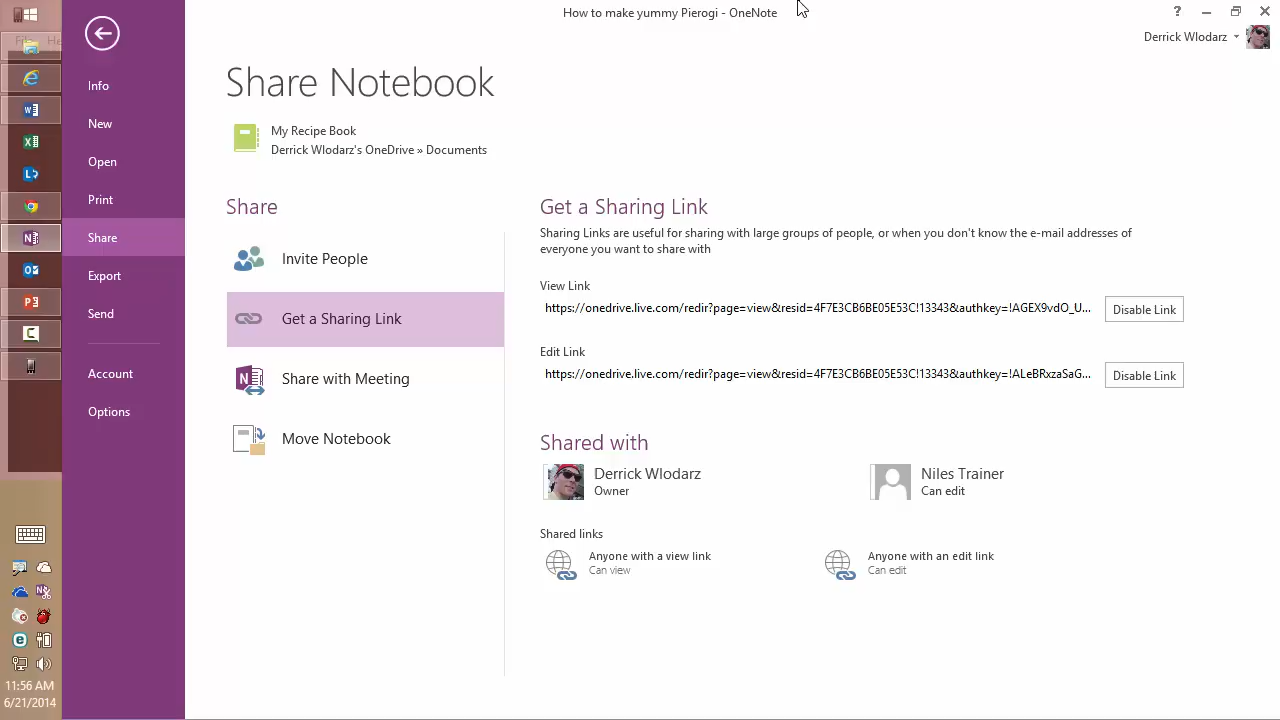 How to make yummy Pierogi - OneNote
?
Derrick Wlodarz
Info
New
Open
Print
Share
Export
Send
Account
Options
11:56 AM
6/21/2014
Share Notebook
My Recipe Book
Derrick Wlodarz's OneDrive » Documents
Share
Invite People
Get a Sharing Link
Share with Meeting
Move Notebook
Get a Sharing Link
Sharing Links are useful for sharing with large groups of people, or when you don't know the e-mail addresses of
everyone you want to share with
View Link
https://onedrive.live.com/redir?page=view&resid=4F7E3CB6BE05E53C!13343&authkey=!AGEX9vdO_U...
Disable Link
Edit Link
https://onedrive.live.com/redir?page=view&resid=4F7E3CB6BE05E53C!13343&authkey=!ALeBRxzaSaG...
Disable Link
Shared with
Derrick Wlodarz
Owner
Niles Trainer
Can edit
Shared links
Anyone with a view link
Can view
Anyone with an edit link
Can edit